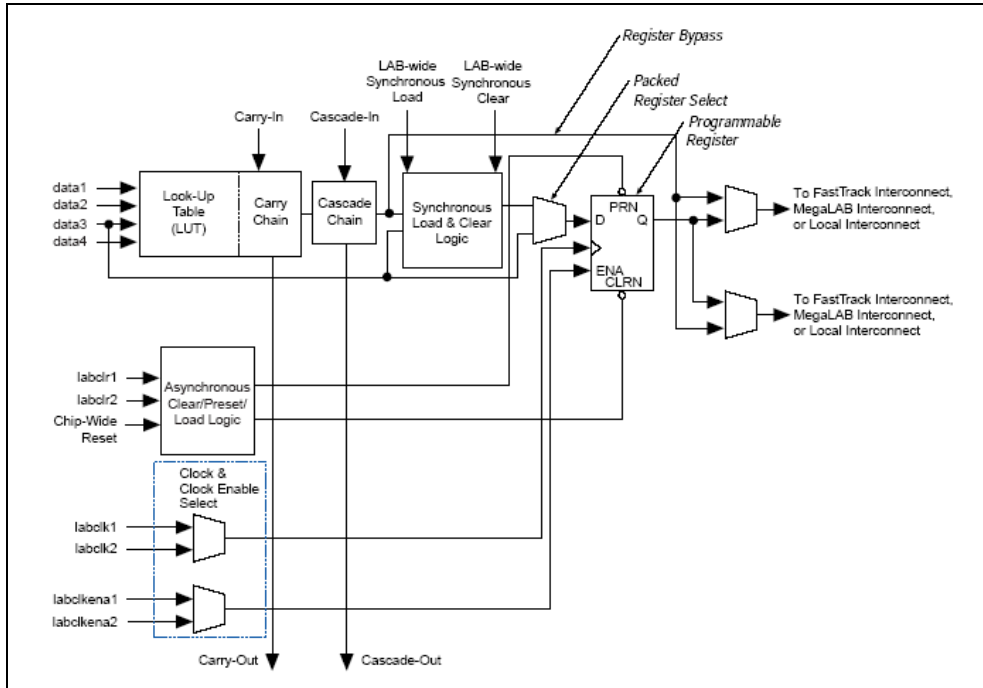 Register Bypass
LAB-wide
Synchronous
Load
LAB-wide
Synchronous
Clear
Packed
Register Select
Programmable
Register
Carry-In
Cascade-In
data1
data2
data3
data4
Look-Up
Table
(LUT)
Carry
Chain
Cascade
Chain
Synchronous
Load & Clear
Logic
PRN
D
Q
ENA
CLRN
To FastTrack Interconnect,
MegaLAB Interconnect,
or Local Interconnect
To FastTrack Interconnect,
MegaLAB Interconnect,
or Local Interconnect
labclr1
labclr2
Chip-Wide
Reset
Asynchronous
Clear/Preset/
Load Logic
Clock &
Clock Enable
Select
labclk1
labclk2
labclkena1
labclkena2
Carry-Out
Cascade-Out